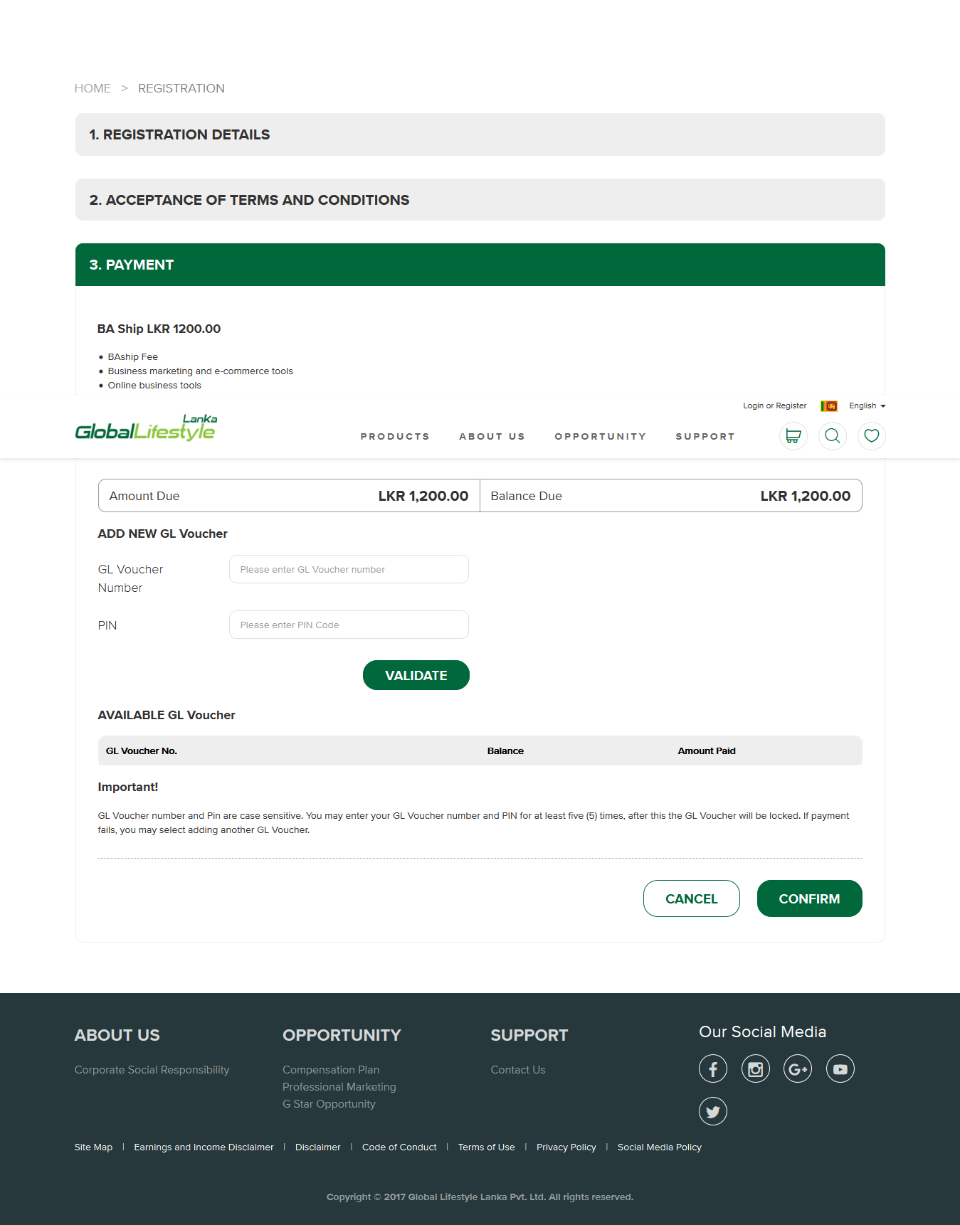 HOME > REGISTRATION
1. REGISTRATION DETAILS
2. ACCEPTANCE OF TERMS AND CONDITIONS
3. PAYMENT
BA Ship LKR 1200.00
• BAship Fee
• Business marketing and e-commerce tools
• Online business tools
Login or Register English
Lanka
GlobalLifestyle
PRODUCTS ABOUT US OPPORTUNITY SUPPORT
Amount Due LKR 1,200.00 Balance Due LKR 1,200.00
ADD NEW GL Voucher
GL Voucher
Number
Please enter GL Voucher number
PIN Please enter PIN Code
VALIDATE
AVAILABLE GL Voucher
GL Voucher No. Balance Amount Paid
Important!
GL Voucher number and Pin are case sensitive. You may enter your GL Voucher number and PIN for at least five (5) times, after this the GL Voucher will be locked. If payment
fails, you may select adding another GL Voucher.
CANCEL CONFIRM
ABOUT US OPPORTUNITY SUPPORT Our Social Media
Corporate Social Responsibility Compensation Plan Contact Us
Professional Marketing
G Star Opportunity
Site Map | Earnings and Income Disclaimer | Disclaimer | Code of Conduct | Terms of Use | Privacy Policy | Social Media Policy
Copyright © 2017 Global Lifestyle Lanka Pvt. Ltd. All rights reserved.